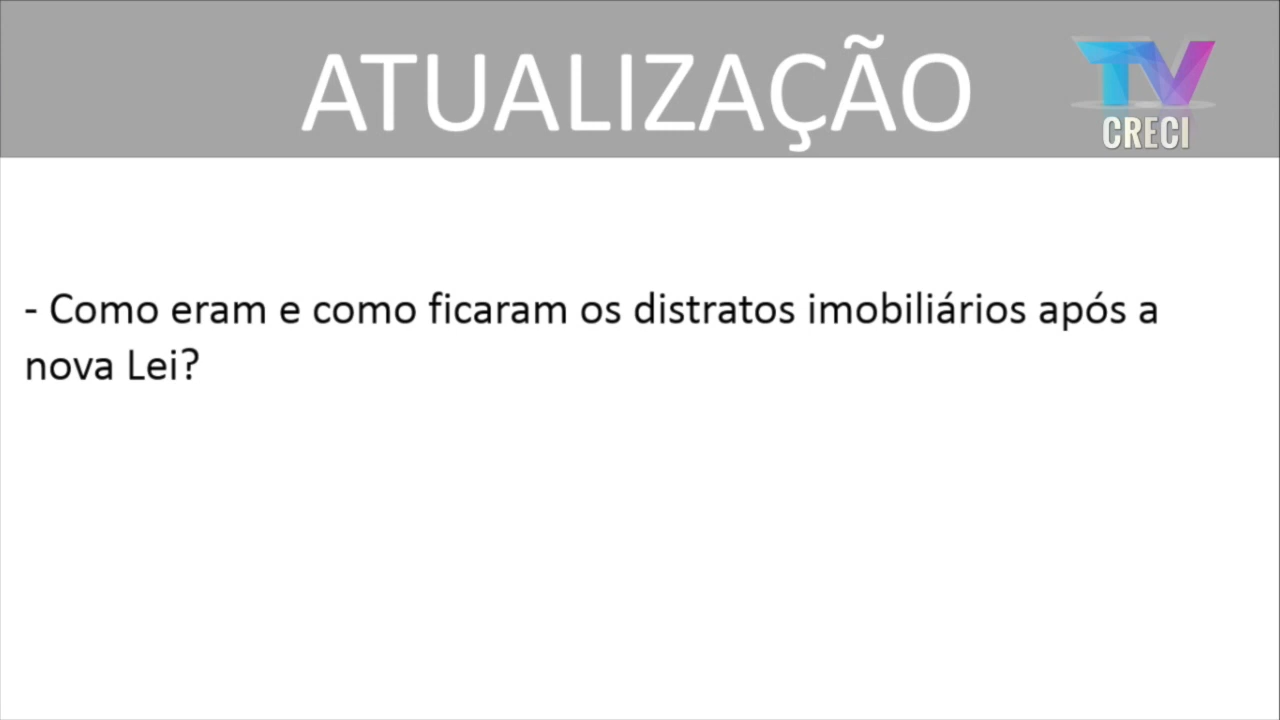 ATUALIZAÇÃO
TV
CRECI
- Como eram e como ficaram os distratos imobiliários após a
nova Lei?